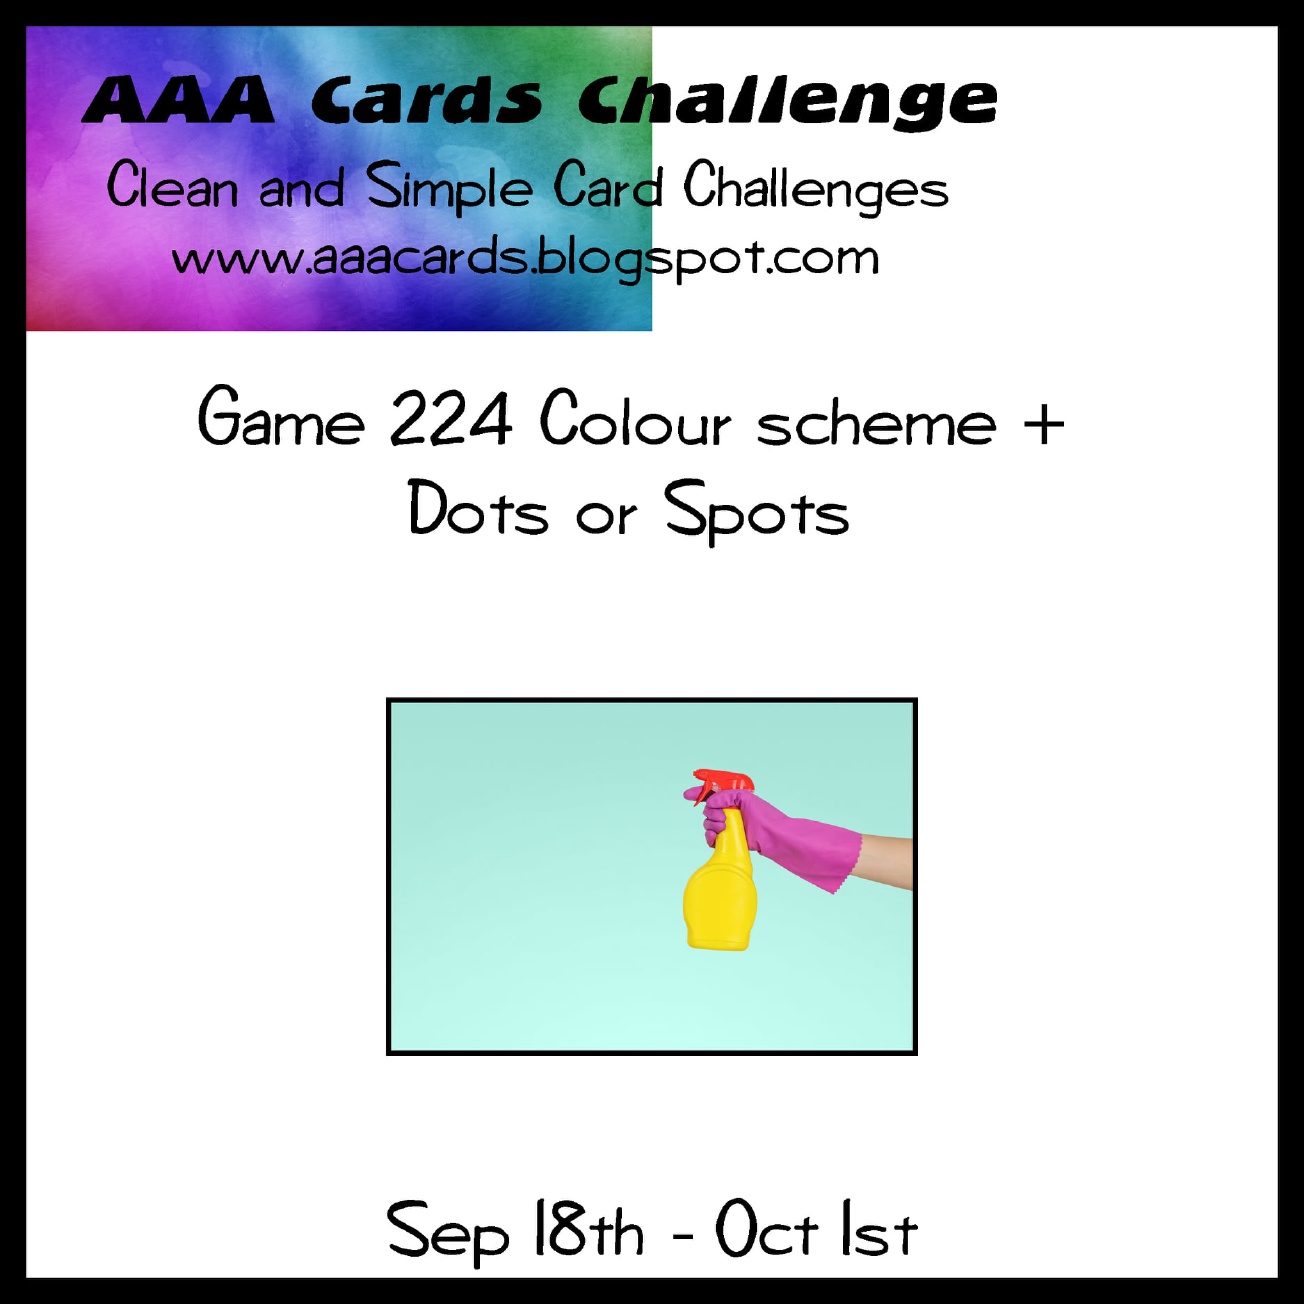 AAA Cards Challenge
Clean and Simple Card Challenges
www.aaacards.blogspot.com
Game 224 Colour scheme +
Dots or Spots
Sep 18th - Oct 1st